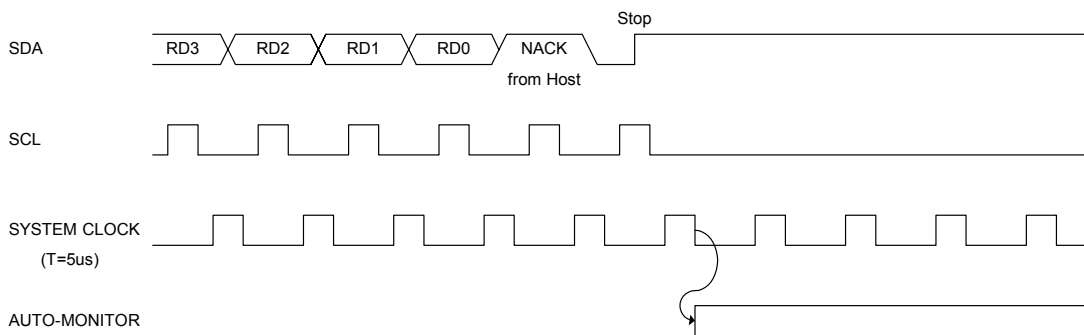 Stop
SDA RD3 RD2 RD1 RD0 NACK
from Host
SCL
SYSTEM CLOCK
(T=5us)
AUTO-MONITOR